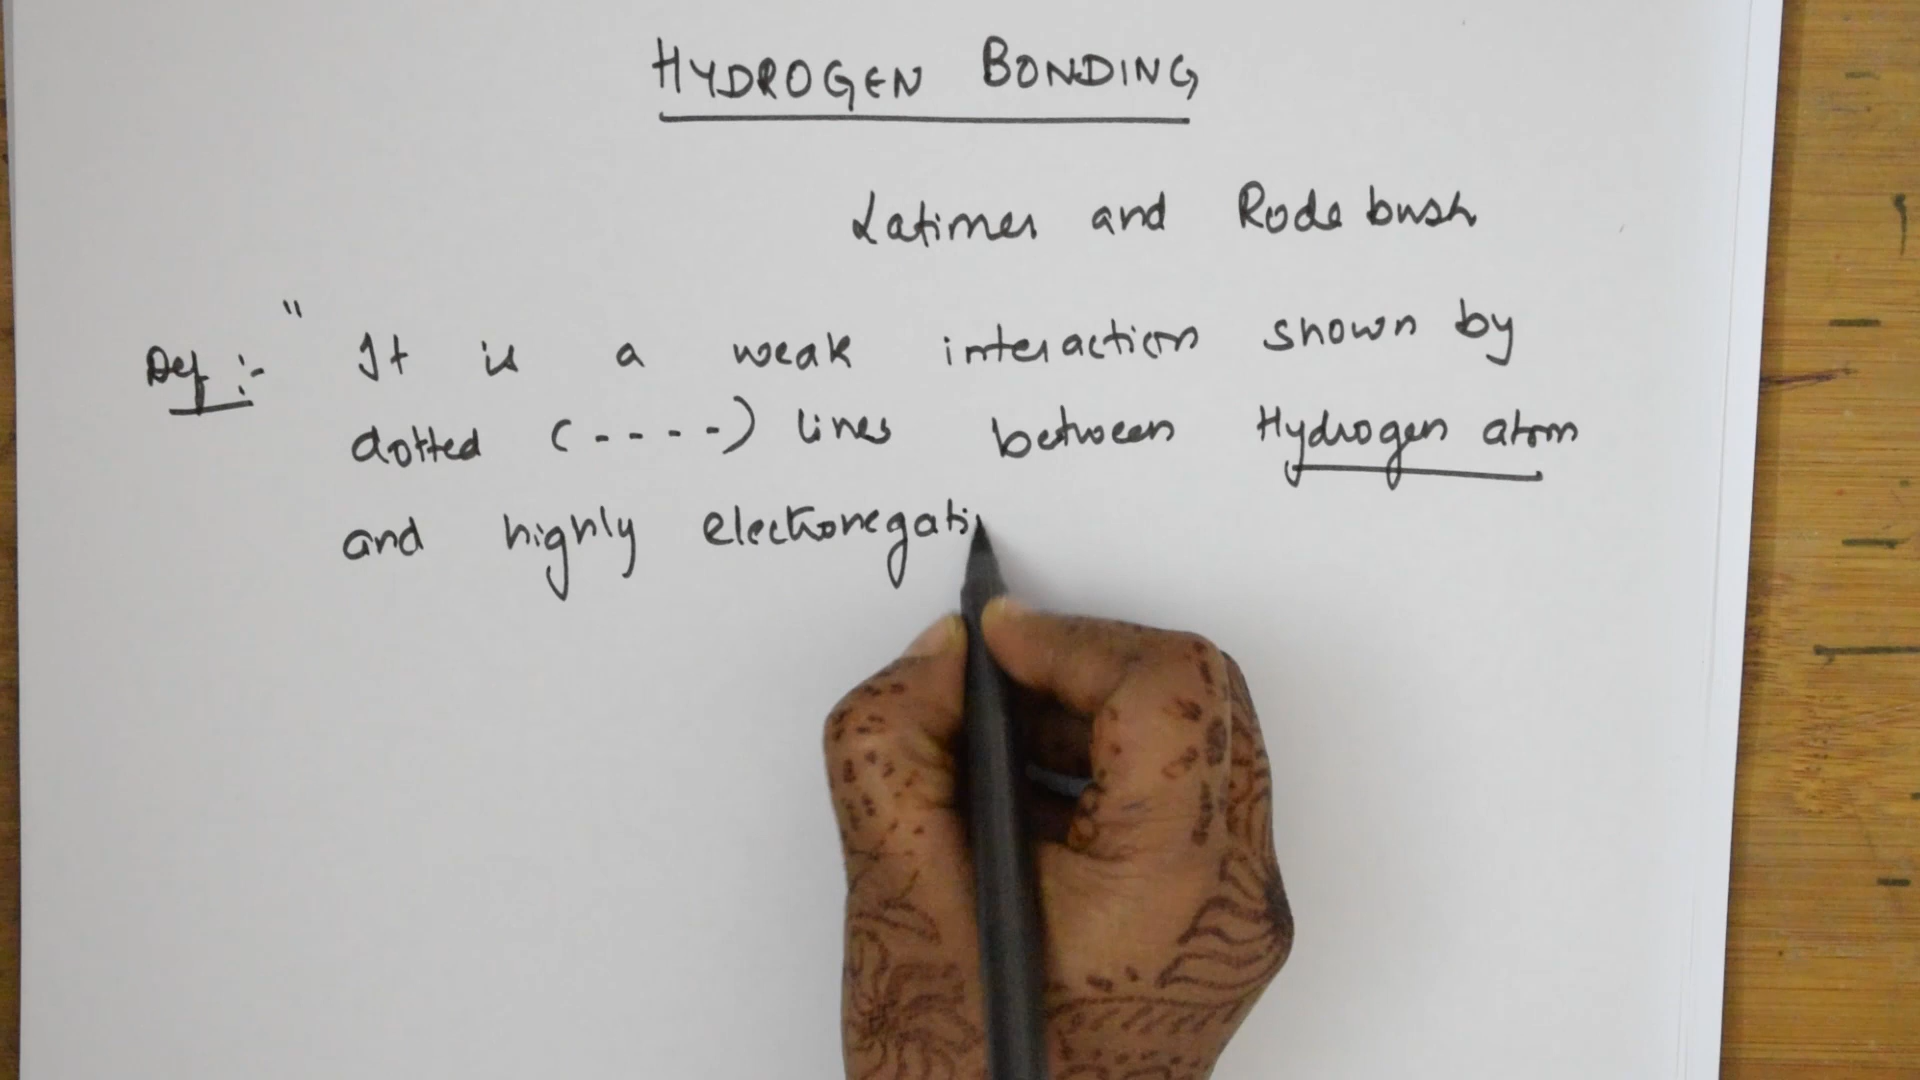 HYDROGEN BONDING
Latimer and Rodebush
Def :- " It is a weak interaction shown by
dotted (----) lines between Hydrogen atom
and highly electronegati